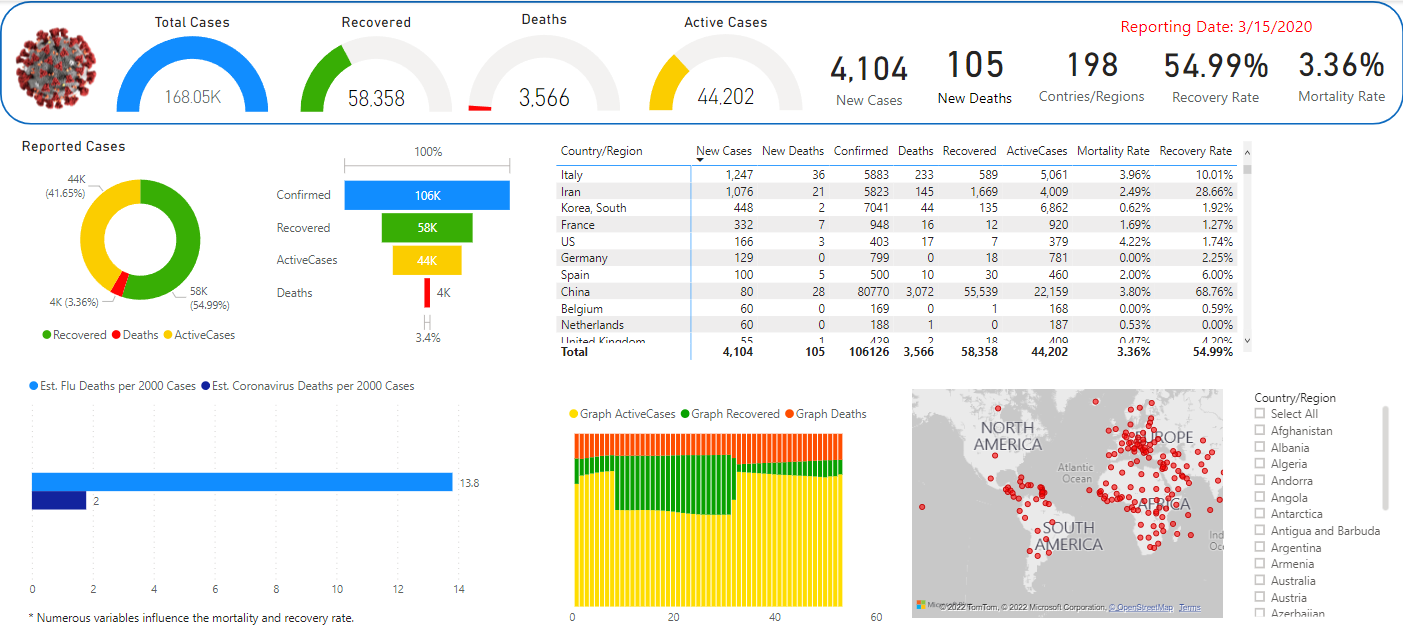 Total Cases
168.05K
Recovered
58,358
Deaths
3,566
Active Cases
44,202
4,104
New Cases
105
New Deaths
Reporting Date: 3/15/2020
198
Contries/Regions
54.99%
Recovery Rate
3.36%
Mortality Rate
Reported Cases
44K
(41.65%)
4K (3.36%)
58K
(54.99%)
Recovered Deaths ActiveCases
100%
Confirmed 106K
Recovered 58K
ActiveCases 44K
Deaths 4K
3.4%
Country/Region New Cases New Deaths Confirmed Deaths Recovered ActiveCases Mortality Rate Recovery Rate
Italy 1,247 36 5883 233 589 5,061 3.96% 10.01%
Iran 1,076 21 5823 145 1,669 4,009 2.49% 28.66%
Korea, South 448 2 7041 44 135 6,862 0.62% 1.92%
France 332 7 948 16 12 920 1.69% 1.27%
US 166 3 403 17 7 379 4.22% 1.74%
Germany 129 0 799 0 18 781 0.00% 2.25%
Spain 100 5 500 10 30 460 2.00% 6.00%
China 80 28 80770 3,072 55,539 22,159 3.80% 68.76%
Belgium 60 0 169 0 1 168 0.00% 0.59%
Netherlands 60 0 188 1 0 187 0.53% 0.00%
United Kingdom 55 1 429 2 18 409 0.47% 4.20%
Total 4,104 105 106126 3,566 58,358 44,202 3.36% 54.99%
Est. Flu Deaths per 2000 Cases Est. Coronavirus Deaths per 2000 Cases
13.8
2
0 2 4 6 8 10 12 14
* Numerous variables influence the mortality and recovery rate.
Graph ActiveCases Graph Recovered Graph Deaths
0 20 40 60
NORTH
AMERICA
EUROPE
Atlantic
Ocean
AFRICA
SOUTH
AMERICA
© 2022 TomTom, © 2022 Microsoft Corporation, © OpenStreetMap Terms
Country/Region
Select All
Afghanistan
Albania
Algeria
Andorra
Angola
Antarctica
Antigua and Barbuda
Argentina
Armenia
Australia
Austria
Azerbaijan